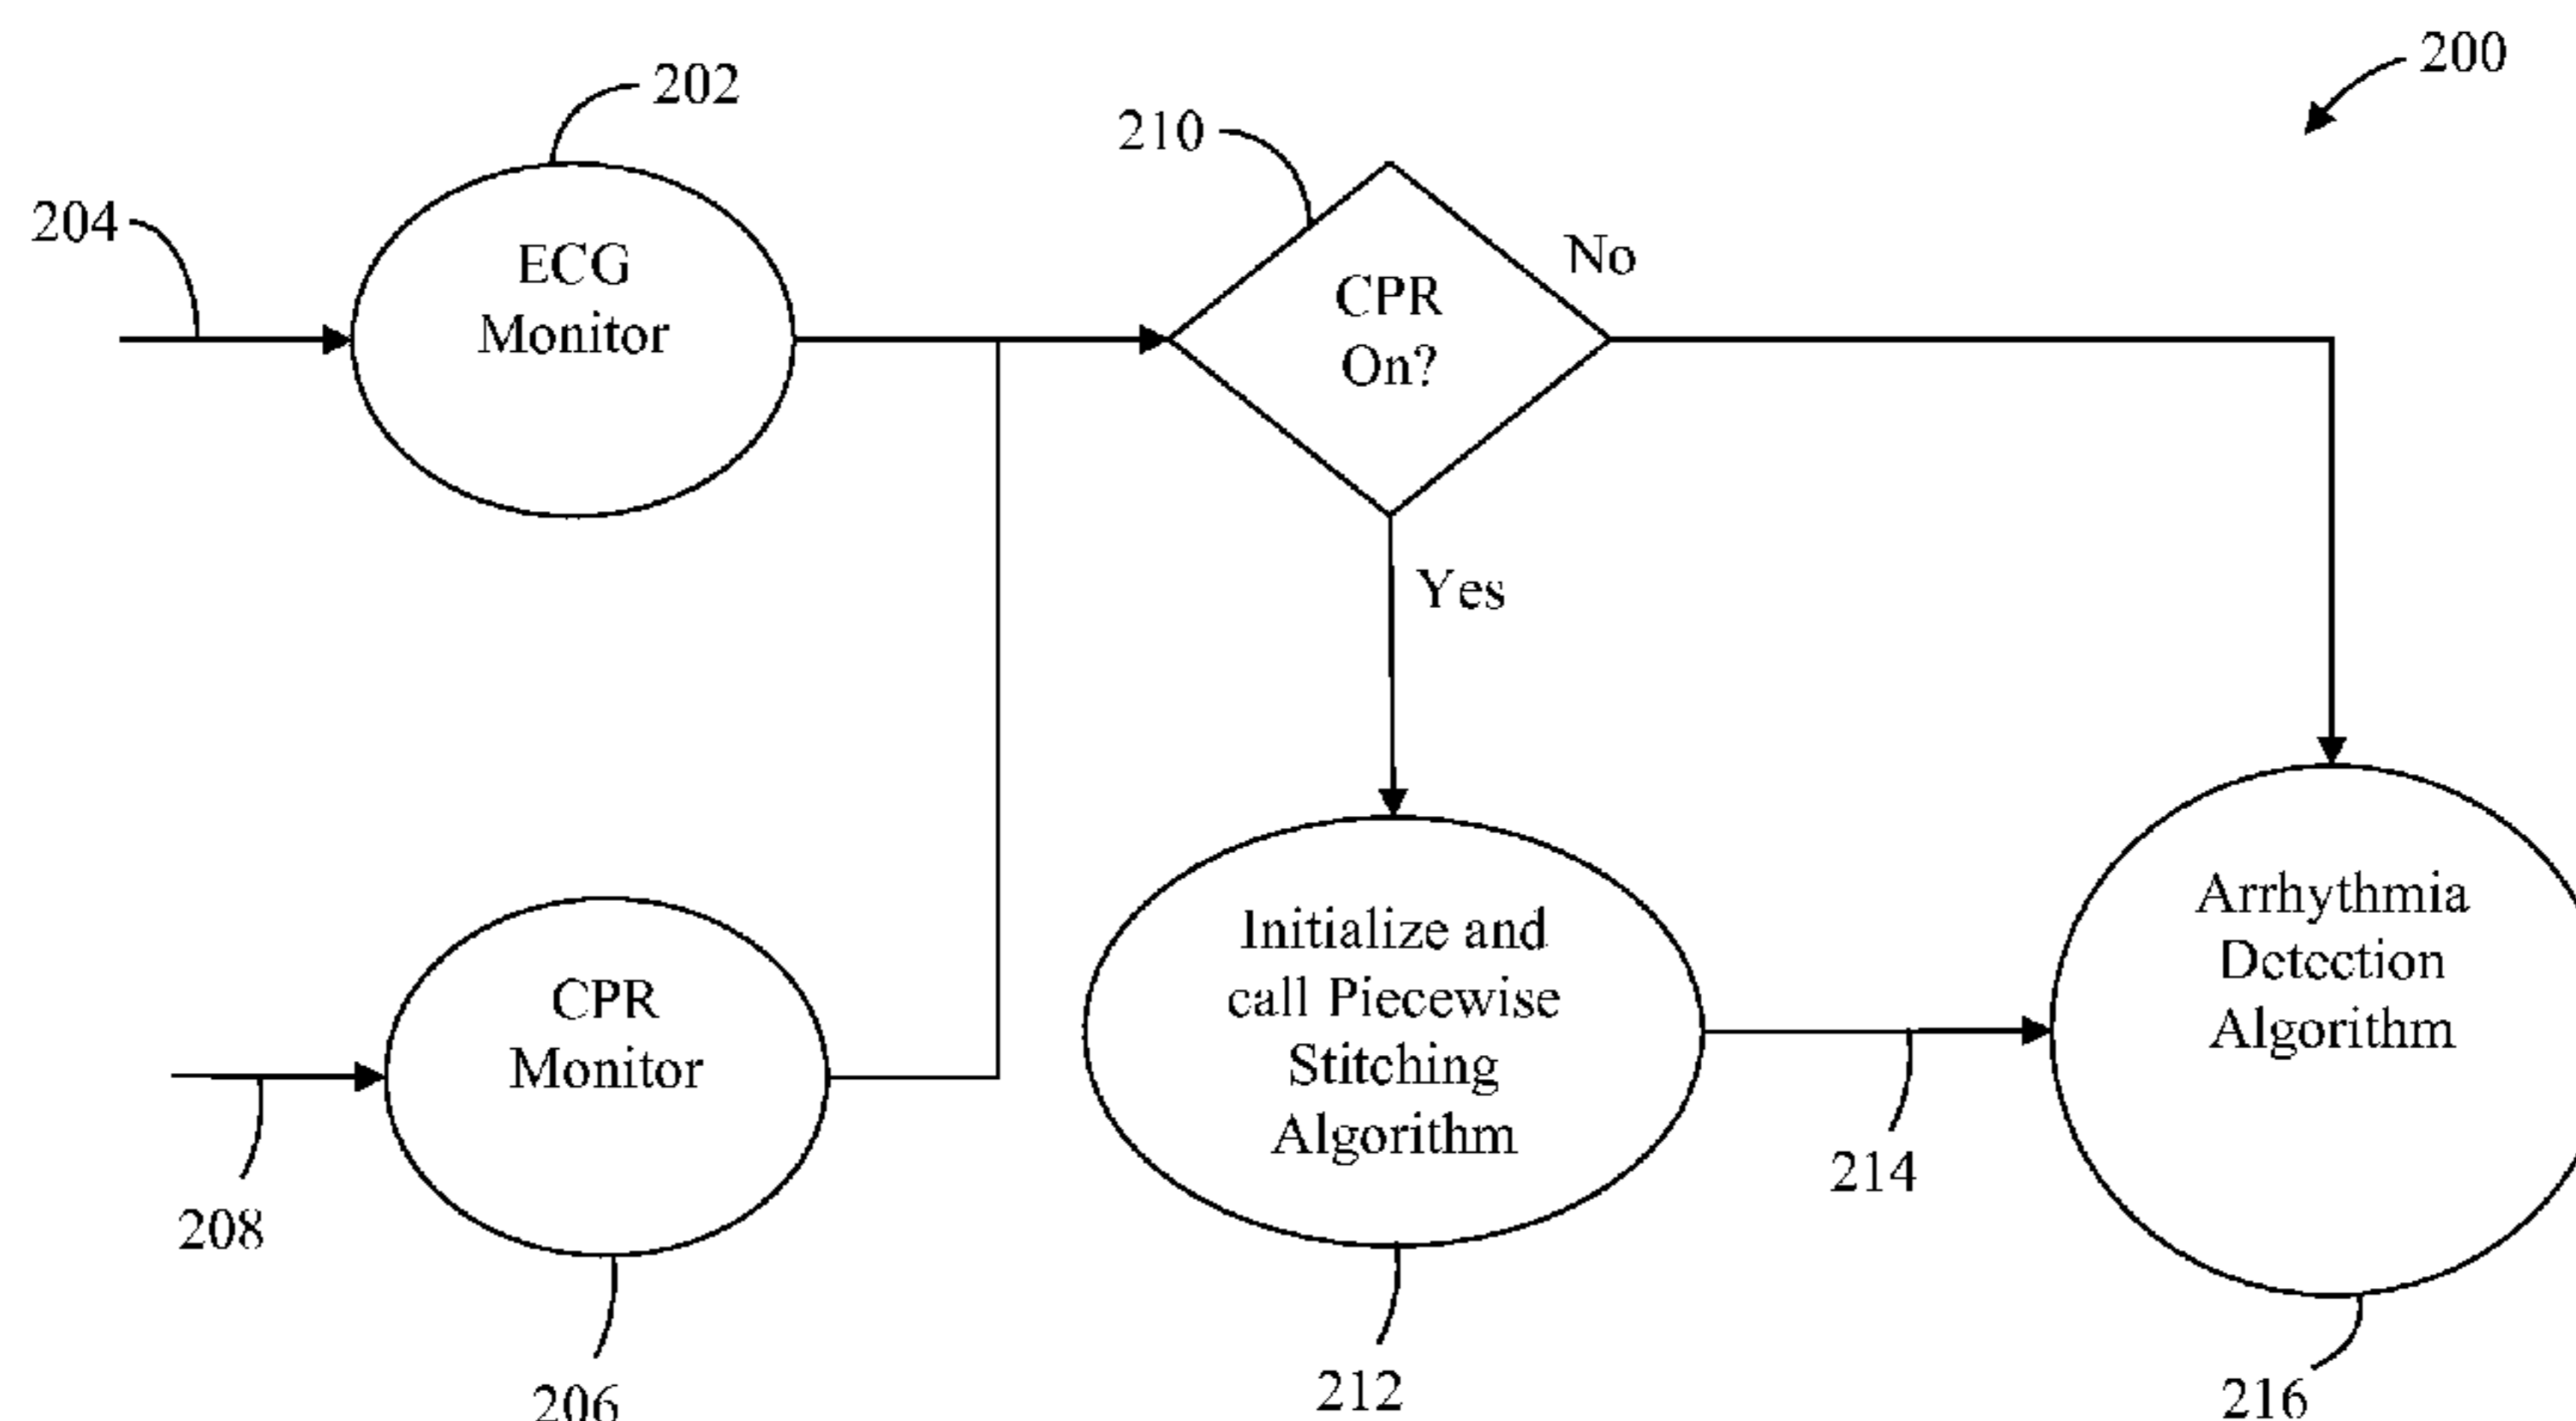 200
202
210
204
ECG
Monitor
No
CPR
On?
Yes
Initialize and
call Piecewise
Stitching
Algorithm
Arrhythmia
Detection
Algorithm
CPR
Monitor
214
208
212
206
216